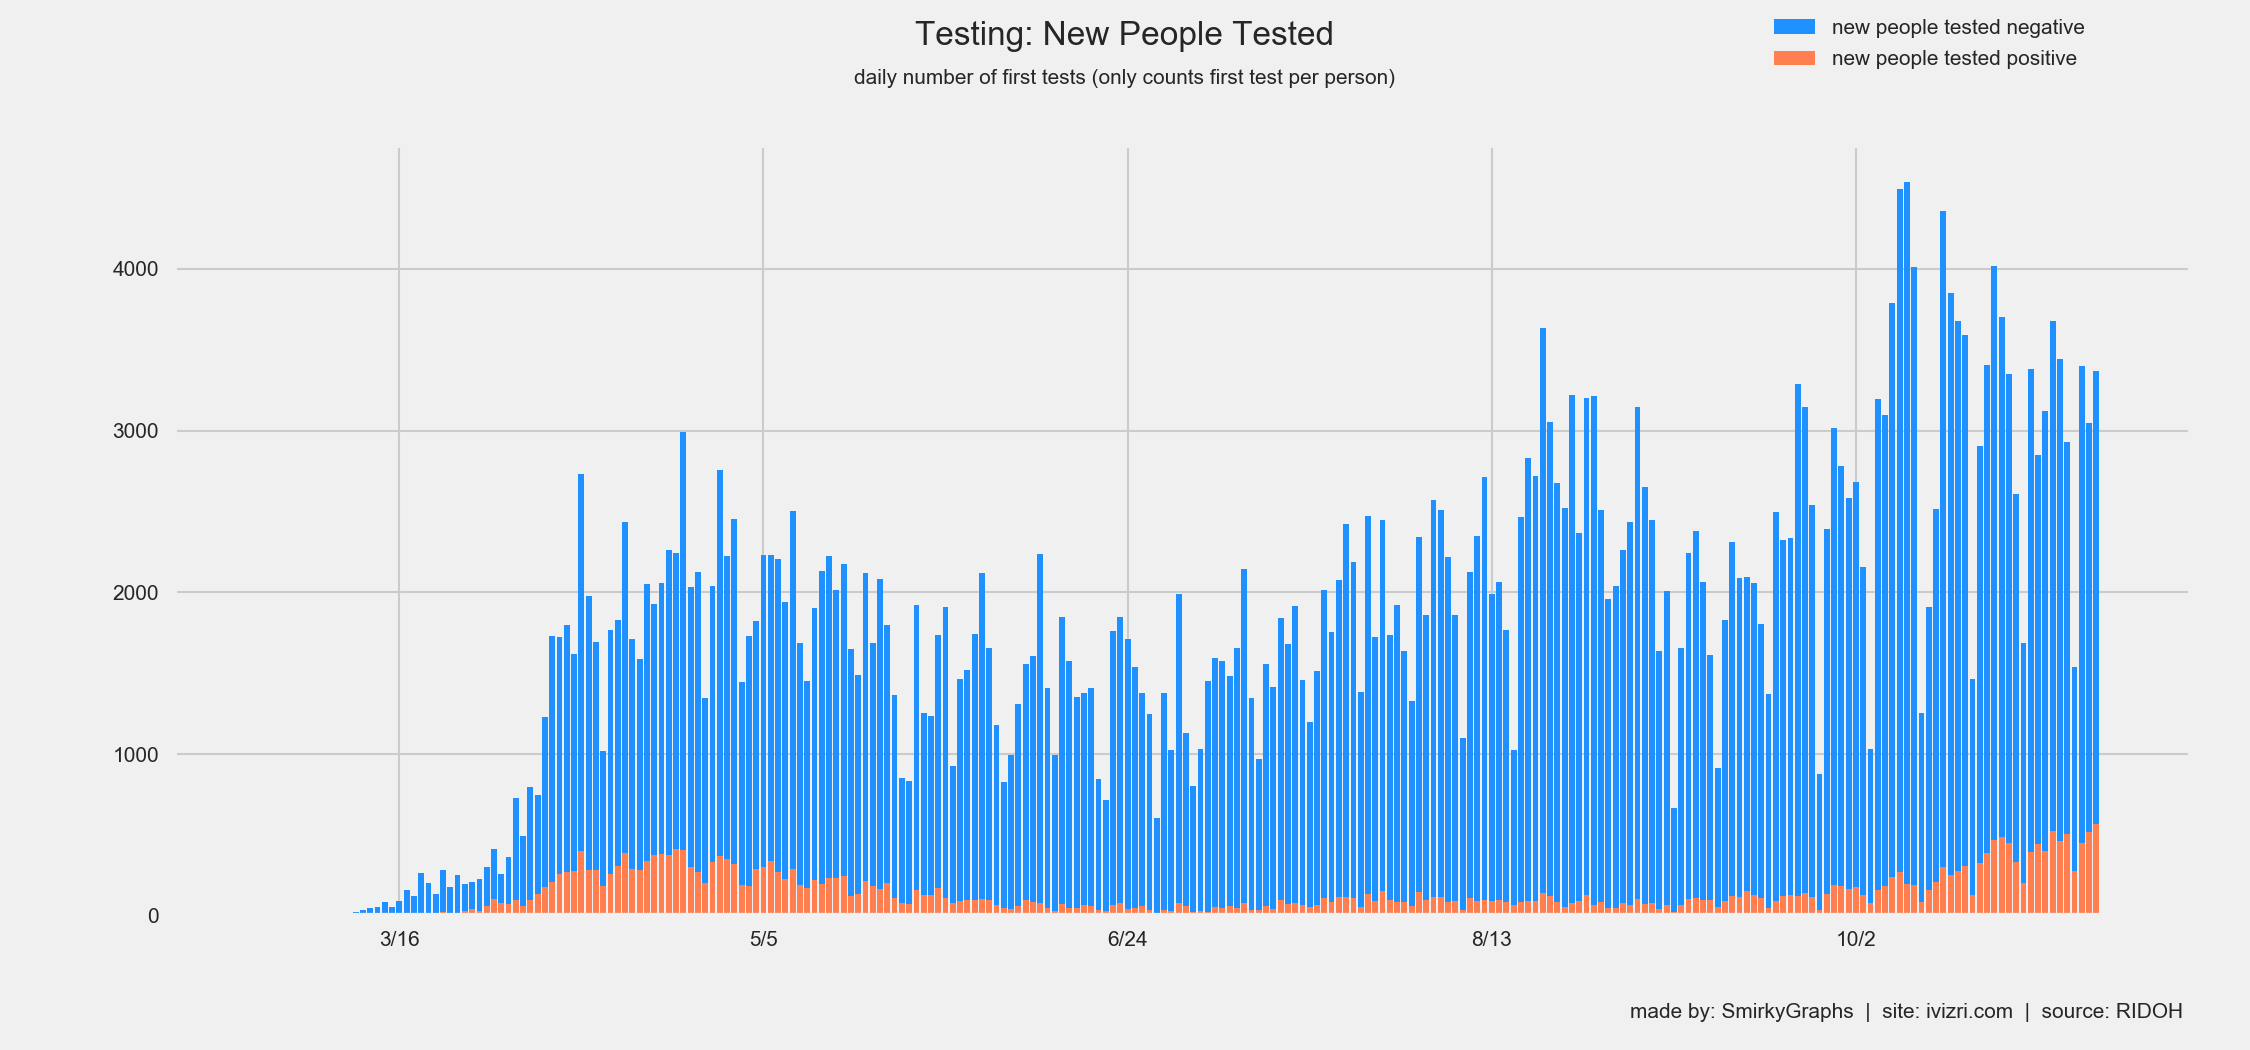 Testing: New People Tested
daily number of first tests (only counts first test per person)
new people tested negative
new people tested positive
4000
3000
2000
1000
0
3/16 5/5 6/24 8/13 10/2
made by: SmirkyGraphs | site: ivizri.com | source: RIDOH